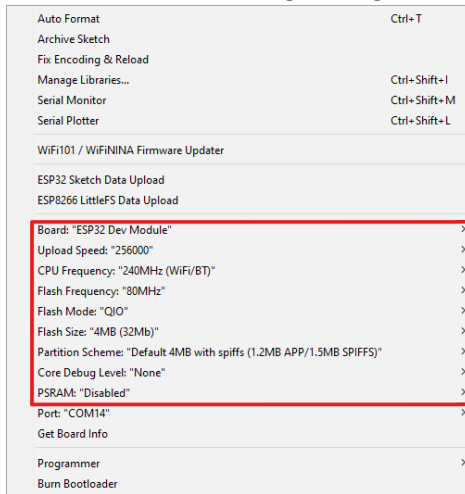 Auto Format Ctrl+T
Archive Sketch
Fix Encoding & Reload
Manage Libraries... Ctrl+Shift+I
Serial Monitor Ctrl+Shift+M
Serial Plotter Ctrl+Shift+L
WiFi101 / WiFiNINA Firmware Updater
ESP32 Sketch Data Upload
ESP8266 LittleFS Data Upload
Board: "ESP32 Dev Module"
Upload Speed: "256000"
CPU Frequency: "240MHz (WiFi/BT)"
Flash Frequency: "80MHz"
Flash Mode: "QIO"
Flash Size: "4MB (32Mb)"
Partition Scheme: "Default 4MB with spiffs (1.2MB APP/1.5MB SPIFFS)"
Core Debug Level: "None"
PSRAM: "Disabled"
Port: "COM14"
Get Board Info
Programmer
Burn Bootloader